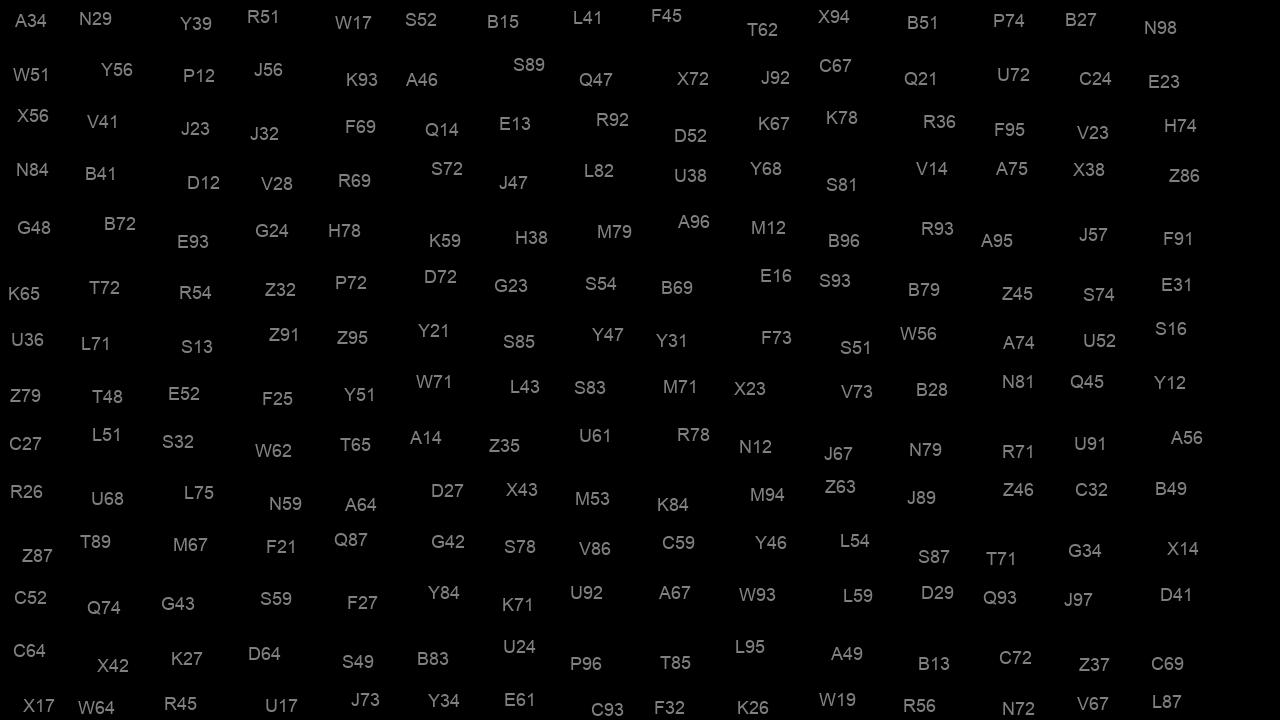 A34 N29 Y39 R51 W17 S52 B15 L41 F45 T62 X94 B51 P74 B27 N98
W51 Y56 P12 J56 K93 A46 S89 Q47 X72 J92 C67 Q21 U72 C24 E23
X56 V41 J23 J32 F69 Q14 E13 R92 D52 K67 K78 R36 F95 V23 H74
N84 B41 D12 V28 R69 S72 J47 L82 U38 Y68 S81 V14 A75 X38 Z86
G48 B72 E93 G24 H78 K59 H38 M79 A96 M12 B96 R93 A95 J57 F91
K65 T72 R54 Z32 P72 D72 G23 S54 B69 E16 S93 B79 Z45 S74 E31
U36 L71 S13 Z91 Z95 Y21 S85 Y47 Y31 F73 S51 W56 A74 U52 S16
Z79 T48 E52 F25 Y51 W71 L43 S83 M71 X23 V73 B28 N81 Q45 Y12
C27 L51 S32 W62 T65 A14 Z35 U61 R78 N12 J67 N79 R71 U91 A56
R26 U68 L75 N59 A64 D27 X43 M53 K84 M94 Z63 J89 Z46 C32 B49
Z87 T89 M67 F21 Q87 G42 S78 V86 C59 Y46 L54 S87 T71 G34 X14
C52 Q74 G43 S59 F27 Y84 K71 U92 A67 W93 L59 D29 Q93 J97 D41
C64 X42 K27 D64 S49 B83 U24 P96 T85 L95 A49 B13 C72 Z37 C69
X17 W64 R45 U17 J73 Y34 E61 C93 F32 K26 W19 R56 N72 V67 L87